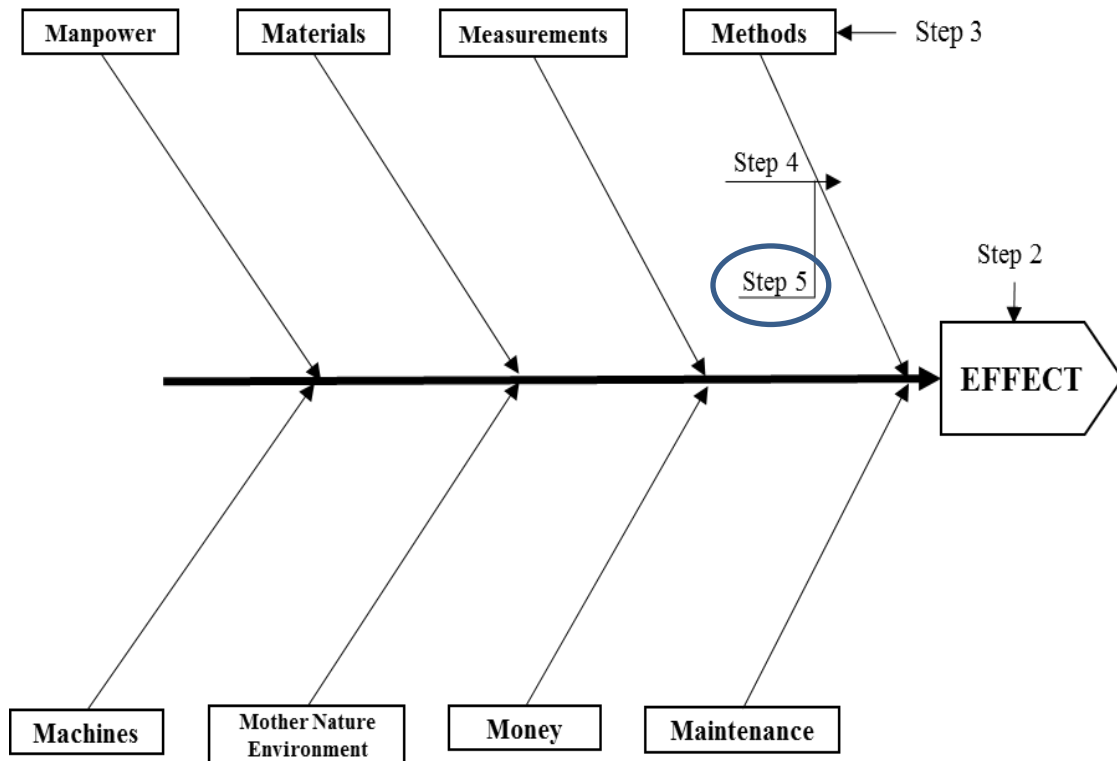 Manpower
Materials
Measurements
Methods
Step 3
Step 4
Step 5
Step 2
EFFECT
Machines
Mother Nature
Environment
Money
Maintenance